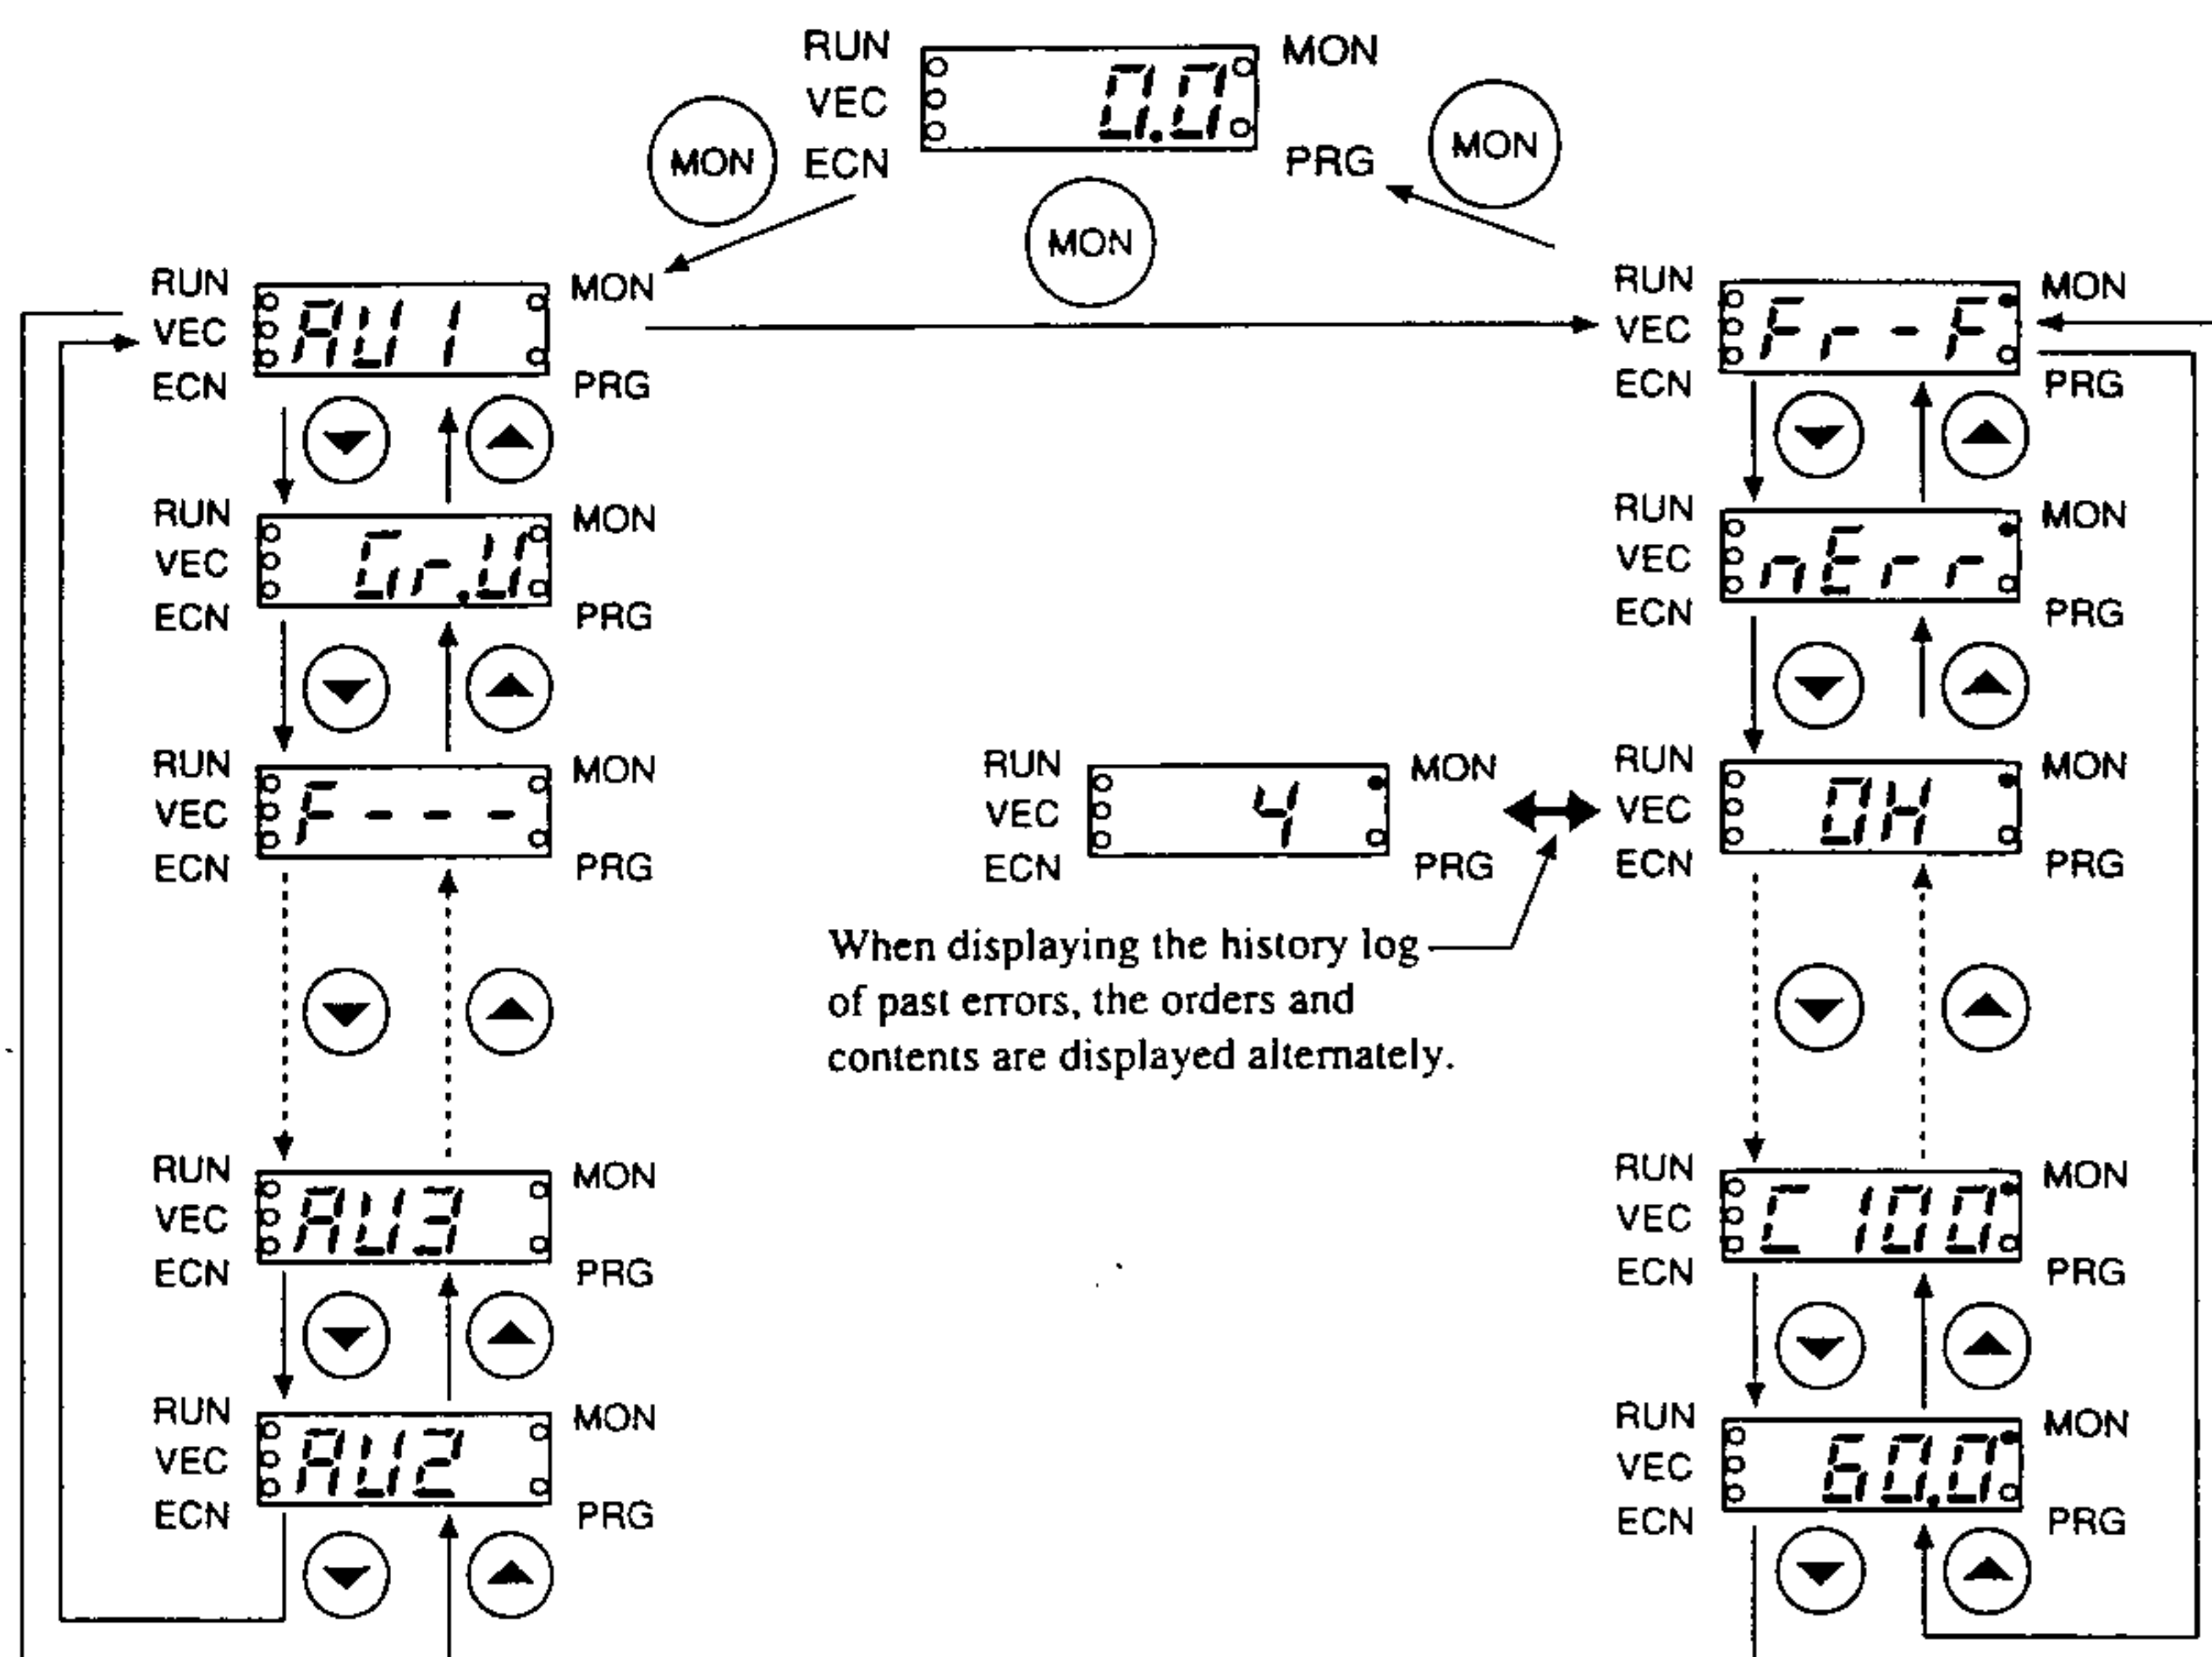 RUN 0.0 MON
VEC
ECN PRG
MON
MON
MON
RUN AU1 MON
VEC
ECN PRG
RUN Fr-F MON
VEC
ECN PRG
RUN Gr.U MON
VEC
ECN PRG
RUN nErr MON
VEC
ECN PRG
RUN F--- MON
VEC
ECN PRG
RUN 4 MON
VEC
ECN PRG
RUN OH MON
VEC
ECN PRG
When displaying the history log
of past errors, the orders and
contents are displayed alternately.
RUN AU3 MON
VEC
ECN PRG
RUN C100 MON
VEC
ECN PRG
RUN AU2 MON
VEC
ECN PRG
RUN 60.0 MON
VEC
ECN PRG